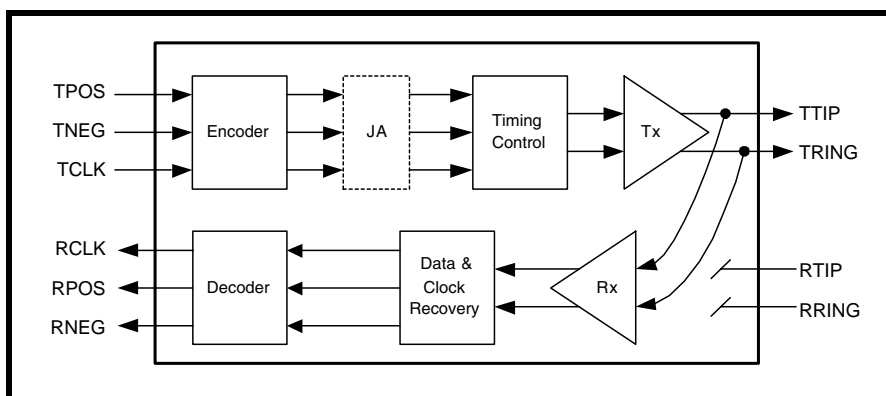 TPOS
TNEG
TCLK
Encoder
JA
Timing
Control
Tx
TTIP
TRING
RCLK
RPOS
RNEG
Decoder
Data &
Clock
Recovery
Rx
RTIP
RRING